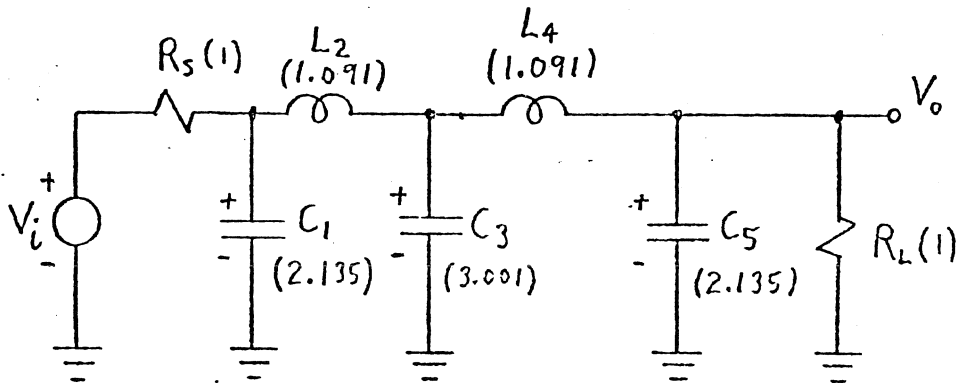 Rs(1)
L2
(1.091)
L4
(1.091)
Vo
+
Vi
-
+
C1
-
(2.135)
+
C3
-
(3.001)
+
C5
-
(2.135)
RL(1)